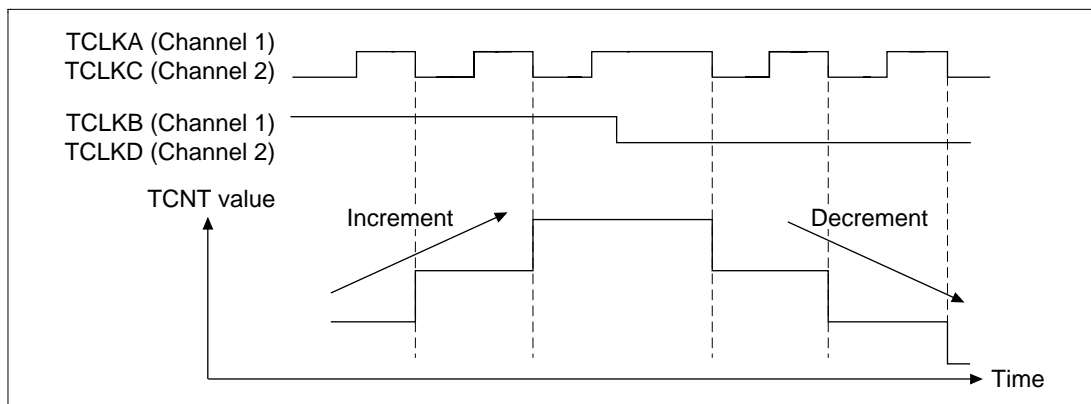 TCLKA (Channel 1)
TCLKC (Channel 2)
TCLKB (Channel 1)
TCLKD (Channel 2)
TCNT value
Increment
Decrement
Time